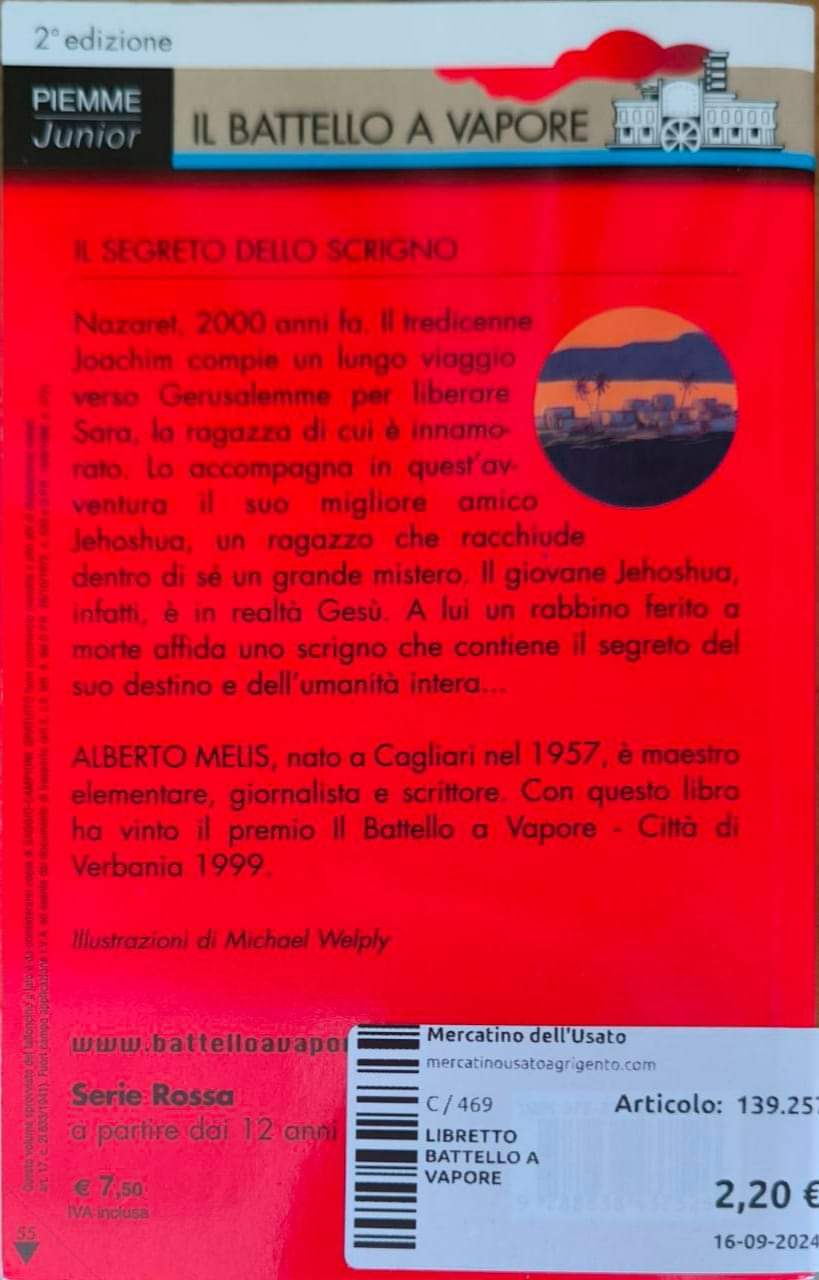 2° edizione
PIEMME
Junior
IL BATTELLO A VAPORE
IL SEGRETO DELLO SCRIGNO
Nazaret, 2000 anni fa. Il tredicenne
Joachim compie un lungo viaggio
verso Gerusalemme per liberare
Sara, la ragazza di cui è innamo-
rato. Lo accompagna in quest'av-
ventura il suo migliore amico
Jehoshua, un ragazzo che racchiude
dentro di sé un grande mistero. Il giovane Jehoshua,
infatti, è in realtà Gesù. A lui un rabbino ferito a
morte affida uno scrigno che contiene il segreto del
suo destino e dell'umanità intera...
ALBERTO MELIS, nato a Cagliari nel 1957, è maestro
elementare, giornalista e scrittore. Con questo libro
ha vinto il premio Il Battello a Vapore - Città di
Verbania 1999.
Illustrazioni di Michael Welply
www.battelloavapor
Serie Rossa
a partire dai 12 anni
€ 7,50
IVA inclusa
55
Mercatino dell'Usato
mercatinousatoagrigento.com
C / 469
Articolo: 139.257
LIBRETTO
BATTELLO A
VAPORE
2,20 €
16-09-2024